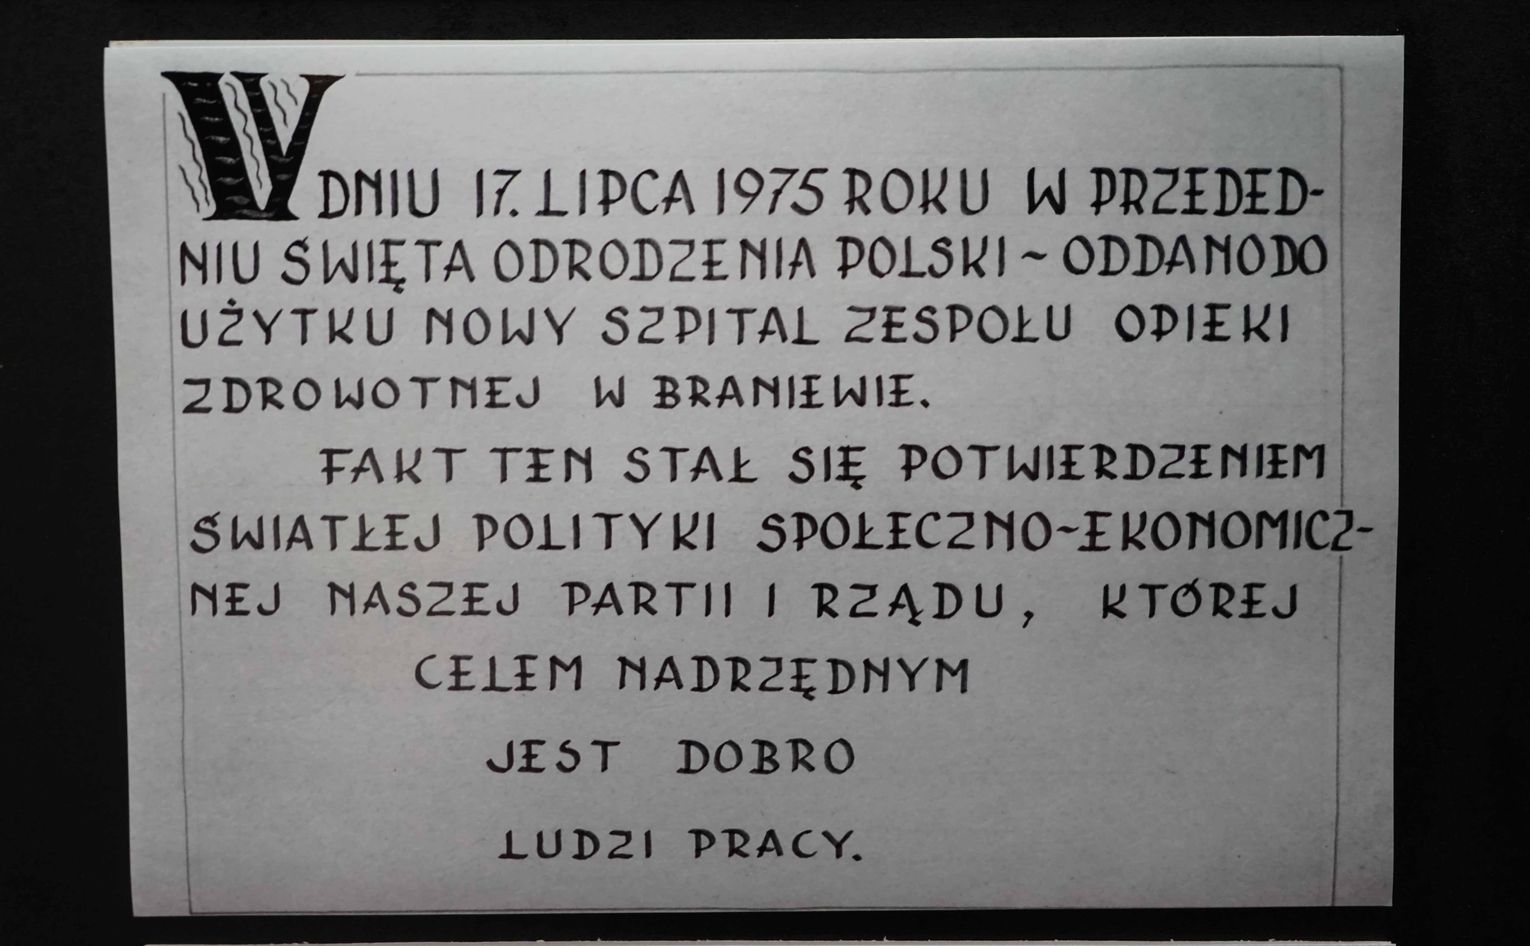 W DNIU 17. LIPCA 1975 ROKU W PRZEDED-
NIU ŚWIĘTA ODRODZENIA POLSKI ~ ODDANO DO
UŻYTKU NOWY SZPITAL ZESPOŁU OPIEKI
ZDROWOTNEJ W BRANIEWIE.
FAKT TEN STAŁ SIĘ POTWIERDZENIEM
ŚWIATŁEJ POLITYKI SPOŁECZNO~EKONOMICZ-
NEJ NASZEJ PARTII I RZĄDU, KTÓREJ
CELEM NADRZĘDNYM
JEST DOBRO
LUDZI PRACY.